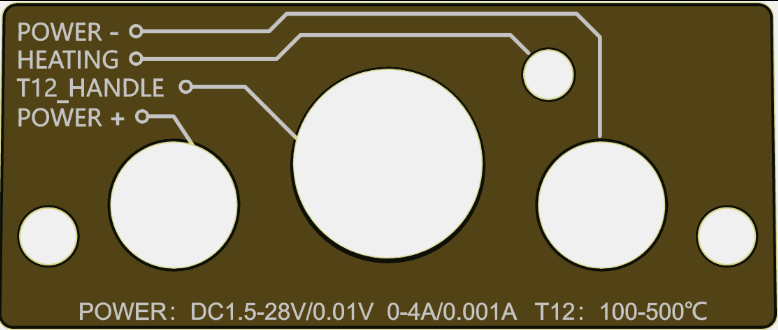 POWER -
HEATING
T12_HANDLE
POWER +
POWER： DC1.5-28V/0.01V 0-4A/0.001A T12： 100-500℃